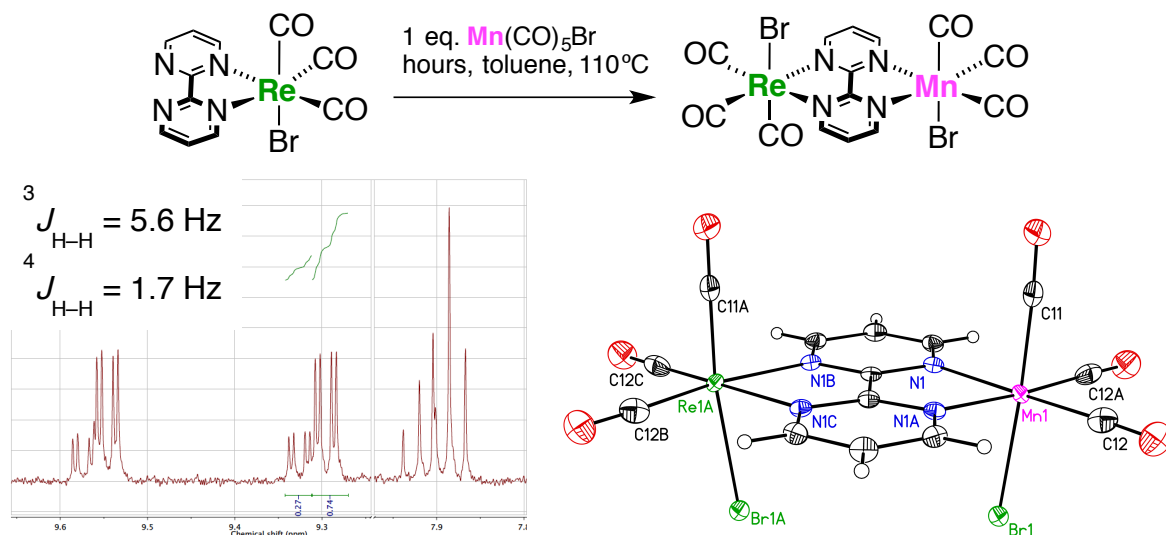 1 eq. Mn(CO)5Br
hours, toluene, 110°C
N
N
Re
CO
CO
CO
Br
Br
OC
OC
CO
Re
N
N
N
N
Mn
CO
CO
CO
Br
3JH–H = 5.6 Hz
4JH–H = 1.7 Hz
0.27
0.74
9.6
9.5
9.4
9.3
7.9
7.8
Chemical shift (ppm)
C11A
C11
C12C
N1B
N1
C12A
Re1A
Mn1
C12B
N1C
N1A
C12
Br1A
Br1